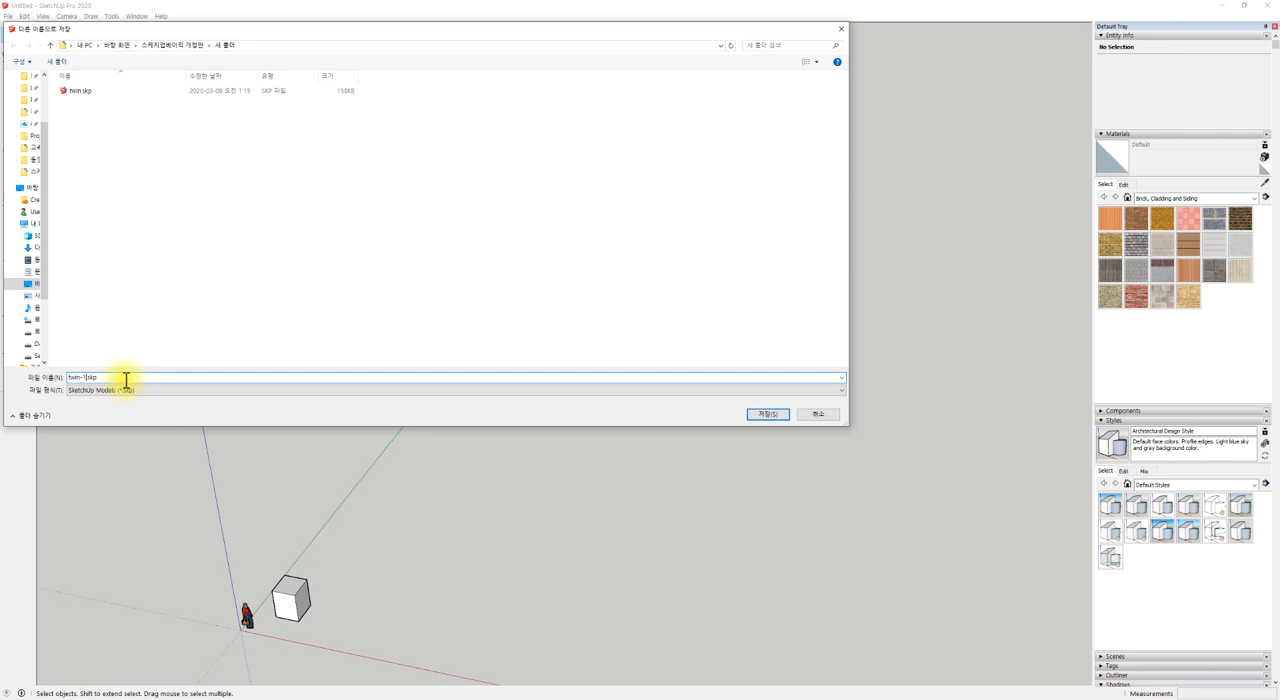 Untitled - SketchUp Pro 2020
File Edit View Camera Draw Tools Window Help
다른 이름으로 저장
내 PC › 바탕 화면 › 스케치업베이직 개정판 › 새 폴더
새 폴더 검색
구성 새 폴더
이름 수정한 날짜 유형 크기
twin.skp 2020-03-08 오전 1:15 SKP 파일 158KB
파일 이름(N): twin-1.skp
파일 형식(T): SketchUp Models (*.skp)
폴더 숨기기
저장(S) 취소
Default Tray
Entity Info
No Selection
Materials
Default
Select Edit
Brick, Cladding and Siding
Components
Styles
Architectural Design Style
Default face colors. Profile edges. Light blue sky
and gray background color.
Select Edit Mix
Default Styles
Scenes
Tags
Outliner
Shadows
Select objects. Shift to extend select. Drag mouse to select multiple.
Measurements